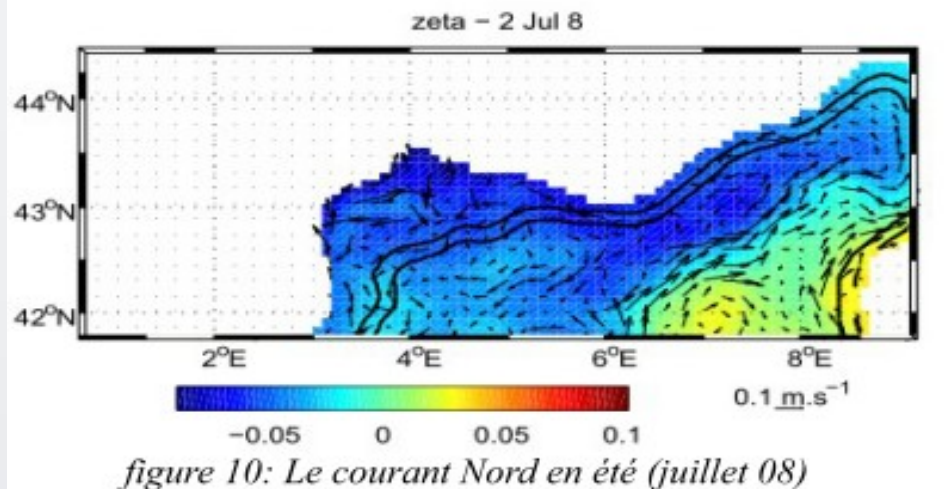 zeta − 2 Jul 8
44°N
43°N
42°N
2°E 4°E 6°E 8°E
0.1 m.s⁻¹
−0.05 0 0.05 0.1
figure 10: Le courant Nord en été (juillet 08)